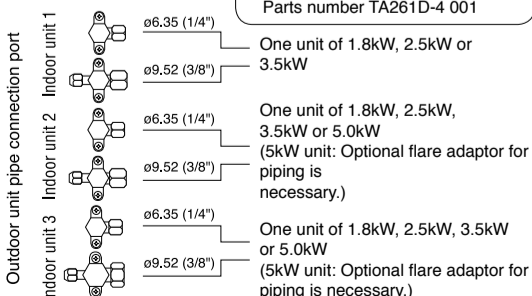 Parts number TA261D-4 001
Outdoor unit pipe connection port
Indoor unit 1
ø6.35 (1/4")
ø9.52 (3/8")
One unit of 1.8kW, 2.5kW or
3.5kW
Indoor unit 2
ø6.35 (1/4")
ø9.52 (3/8")
One unit of 1.8kW, 2.5kW,
3.5kW or 5.0kW
(5kW unit: Optional flare adaptor for
piping is
necessary.)
Indoor unit 3
ø6.35 (1/4")
ø9.52 (3/8")
One unit of 1.8kW, 2.5kW, 3.5kW
or 5.0kW
(5kW unit: Optional flare adaptor for
piping is necessary.)